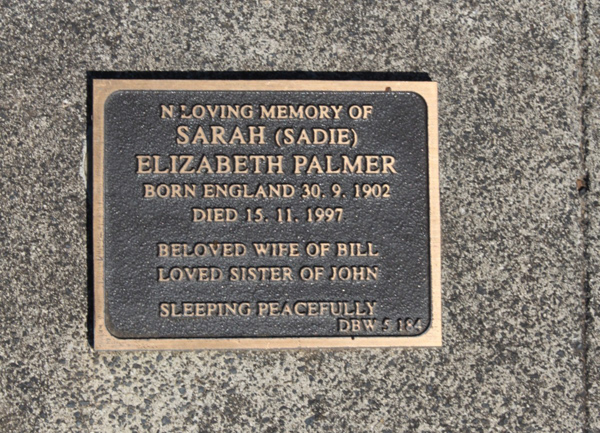 IN LOVING MEMORY OF
SARAH (SADIE)
ELIZABETH PALMER
BORN ENGLAND 30. 9. 1902
DIED 15. 11. 1997
BELOVED WIFE OF BILL
LOVED SISTER OF JOHN
SLEEPING PEACEFULLY
DBW 5 184